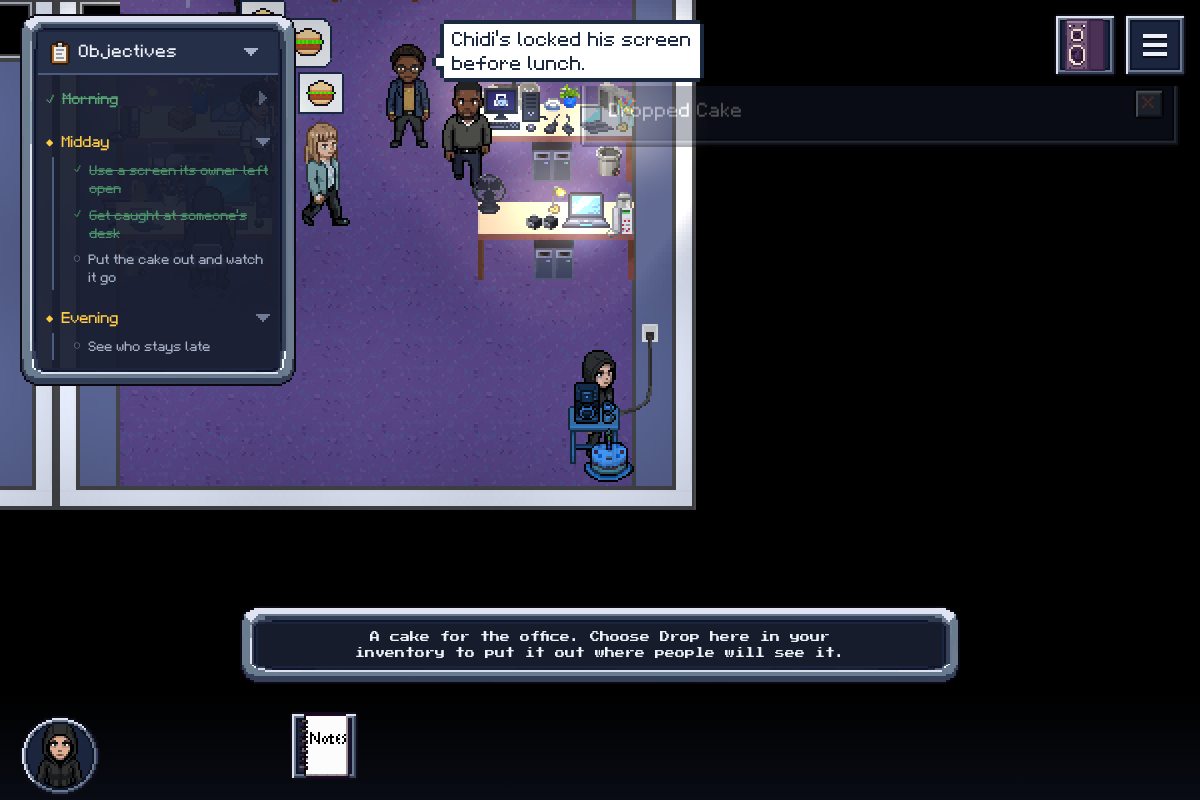 Chidi's locked his screen
before lunch.
Objectives
Dropped Cake
Morning
Midday
Use a screen its owner left
open
Get caught at someone's
desk
Put the cake out and watch
it go
Evening
See who stays late
A cake for the office. Choose Drop here in your
inventory to put it out where people will see it.
Notes